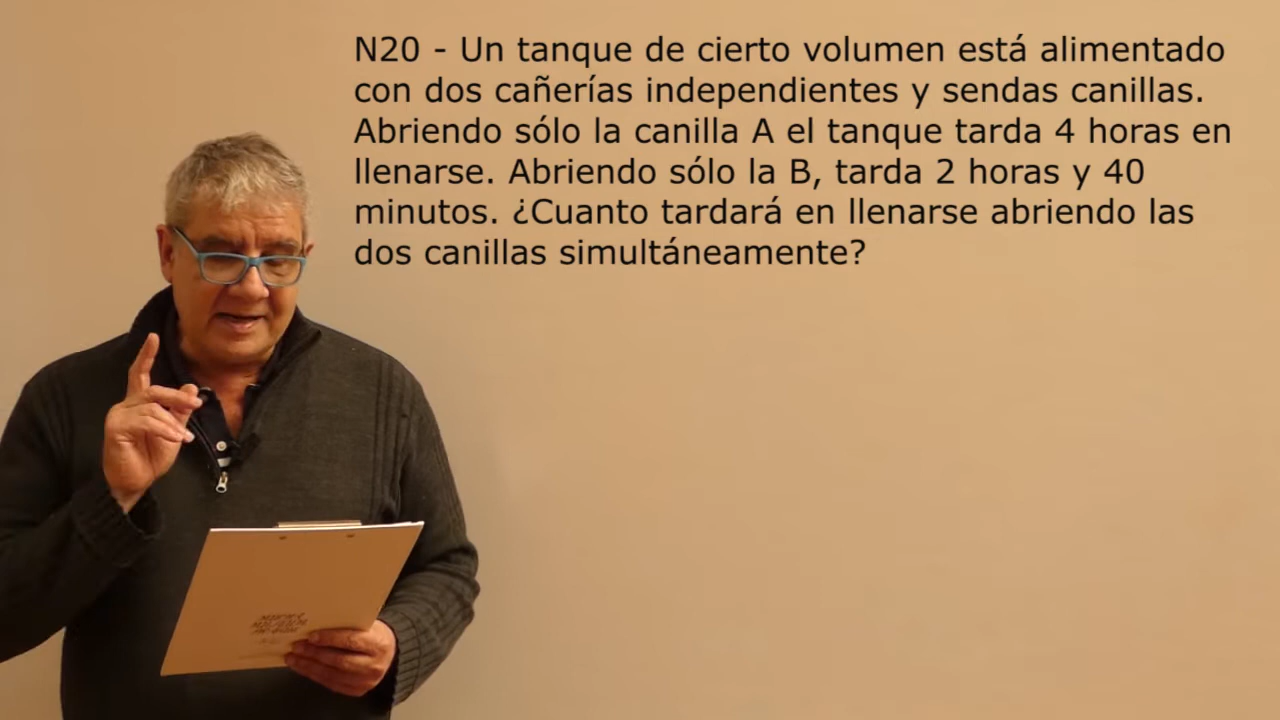 N20 - Un tanque de cierto volumen está alimentado
con dos cañerías independientes y sendas canillas.
Abriendo sólo la canilla A el tanque tarda 4 horas en
llenarse. Abriendo sólo la B, tarda 2 horas y 40
minutos. ¿Cuanto tardará en llenarse abriendo las
dos canillas simultáneamente?